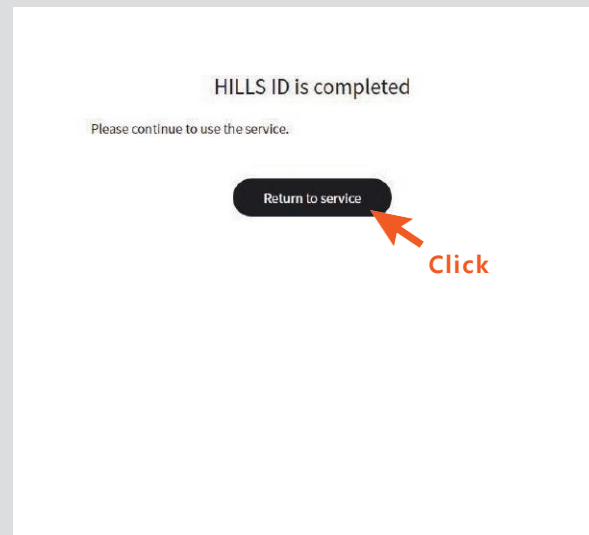 HILLS ID is completed
Please continue to use the service.
Return to service
Click